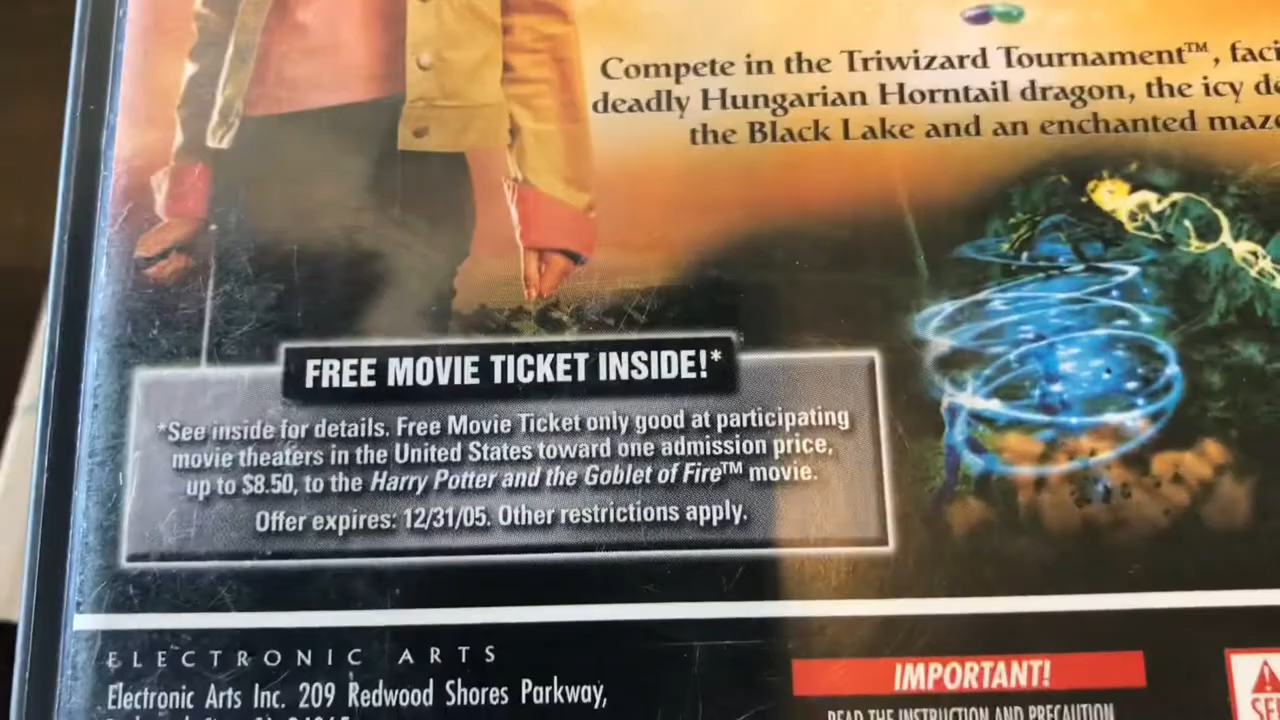 Compete in the Triwizard Tournament™, faci
deadly Hungarian Horntail dragon, the icy de
the Black Lake and an enchanted maze
FREE MOVIE TICKET INSIDE!*
*See inside for details. Free Movie Ticket only good at participating
movie theaters in the United States toward one admission price,
up to $8.50, to the Harry Potter and the Goblet of Fire™ movie.
Offer expires: 12/31/05. Other restrictions apply.
ELECTRONIC ARTS
Electronic Arts Inc. 209 Redwood Shores Parkway,
IMPORTANT!
READ THE INSTRUCTION AND PRECAUTION